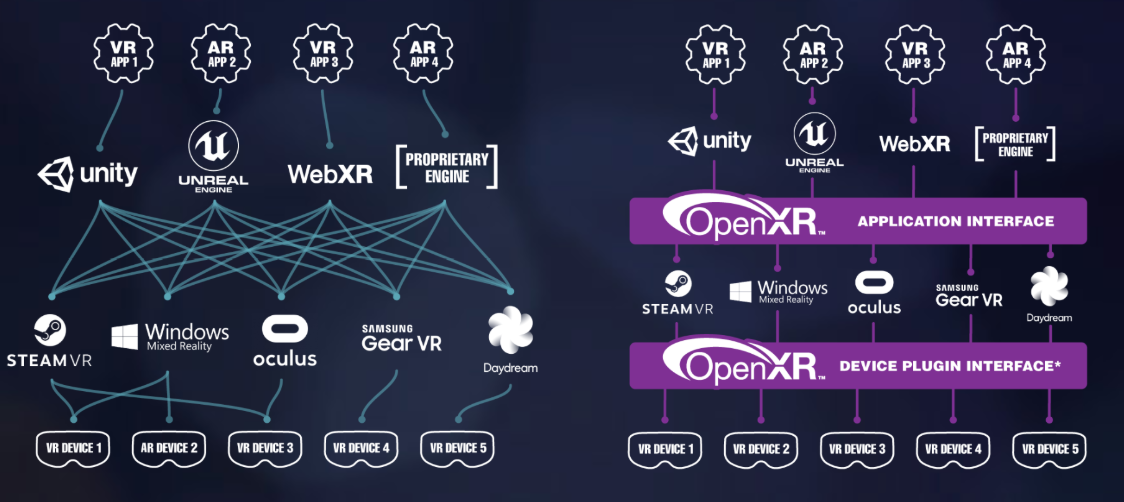 VR
APP 1
AR
APP 2
VR
APP 3
AR
APP 4
unity
UNREAL
ENGINE
WebXR
PROPRIETARY
ENGINE
STEAMVR
Windows
Mixed Reality
oculus
SAMSUNG
Gear VR
Daydream
VR DEVICE 1
AR DEVICE 2
VR DEVICE 3
VR DEVICE 4
VR DEVICE 5
VR
APP 1
AR
APP 2
VR
APP 3
AR
APP 4
unity
UNREAL
ENGINE
WebXR
PROPRIETARY
ENGINE
OpenXR™ APPLICATION INTERFACE
STEAMVR
Windows
Mixed Reality
oculus
SAMSUNG
Gear VR
Daydream
OpenXR™ DEVICE PLUGIN INTERFACE*
VR DEVICE 1
VR DEVICE 2
VR DEVICE 3
VR DEVICE 4
VR DEVICE 5